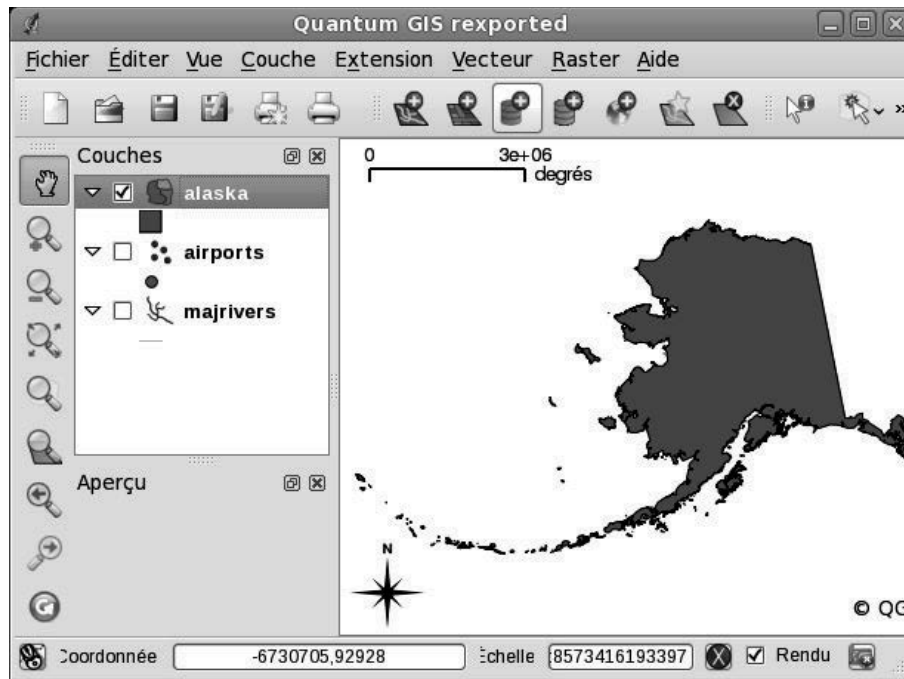 Quantum GIS rexported
Fichier Éditer Vue Couche Extension Vecteur Raster Aide
Couches
alaska
airports
majrivers
Aperçu
0 3e+06
degrés
N
© QG
Coordonnée -6730705,92928 Échelle 8573416193397 Rendu